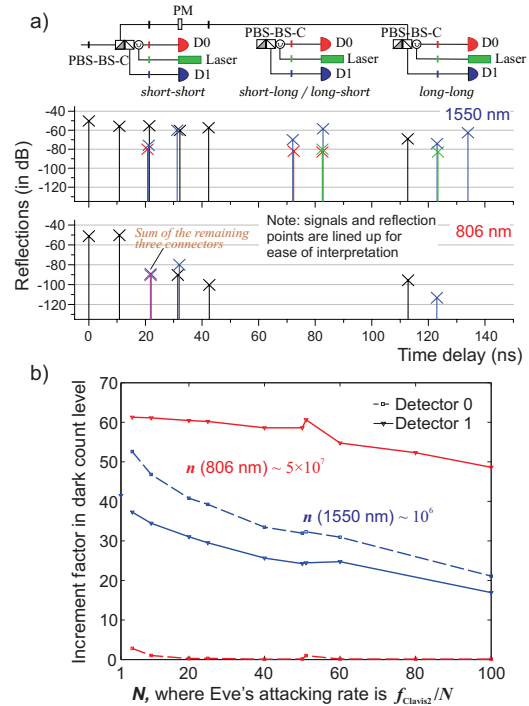 a)
PM
PBS-BS-C
D0
Laser
D1
short-short
PBS-BS-C
D0
Laser
D1
short-long / long-short
PBS-BS-C
D0
Laser
D1
long-long
Reflections (in dB)
-40
-60
-80
-100
-120
1550 nm
-40
-60
-80
-100
-120
Sum of the remaining
three connectors
Note: signals and reflection
points are lined up for
ease of interpretation
806 nm
0 20 40 60 80 100 120 140
Time delay (ns)
b)
Increment factor in dark count level
70
60
50
40
30
20
10
0
Detector 0
Detector 1
n (806 nm) ~ 5×10⁷
n (1550 nm) ~ 10⁶
1 20 40 60 80 100
N, where Eve's attacking rate is f_Clavis2/N